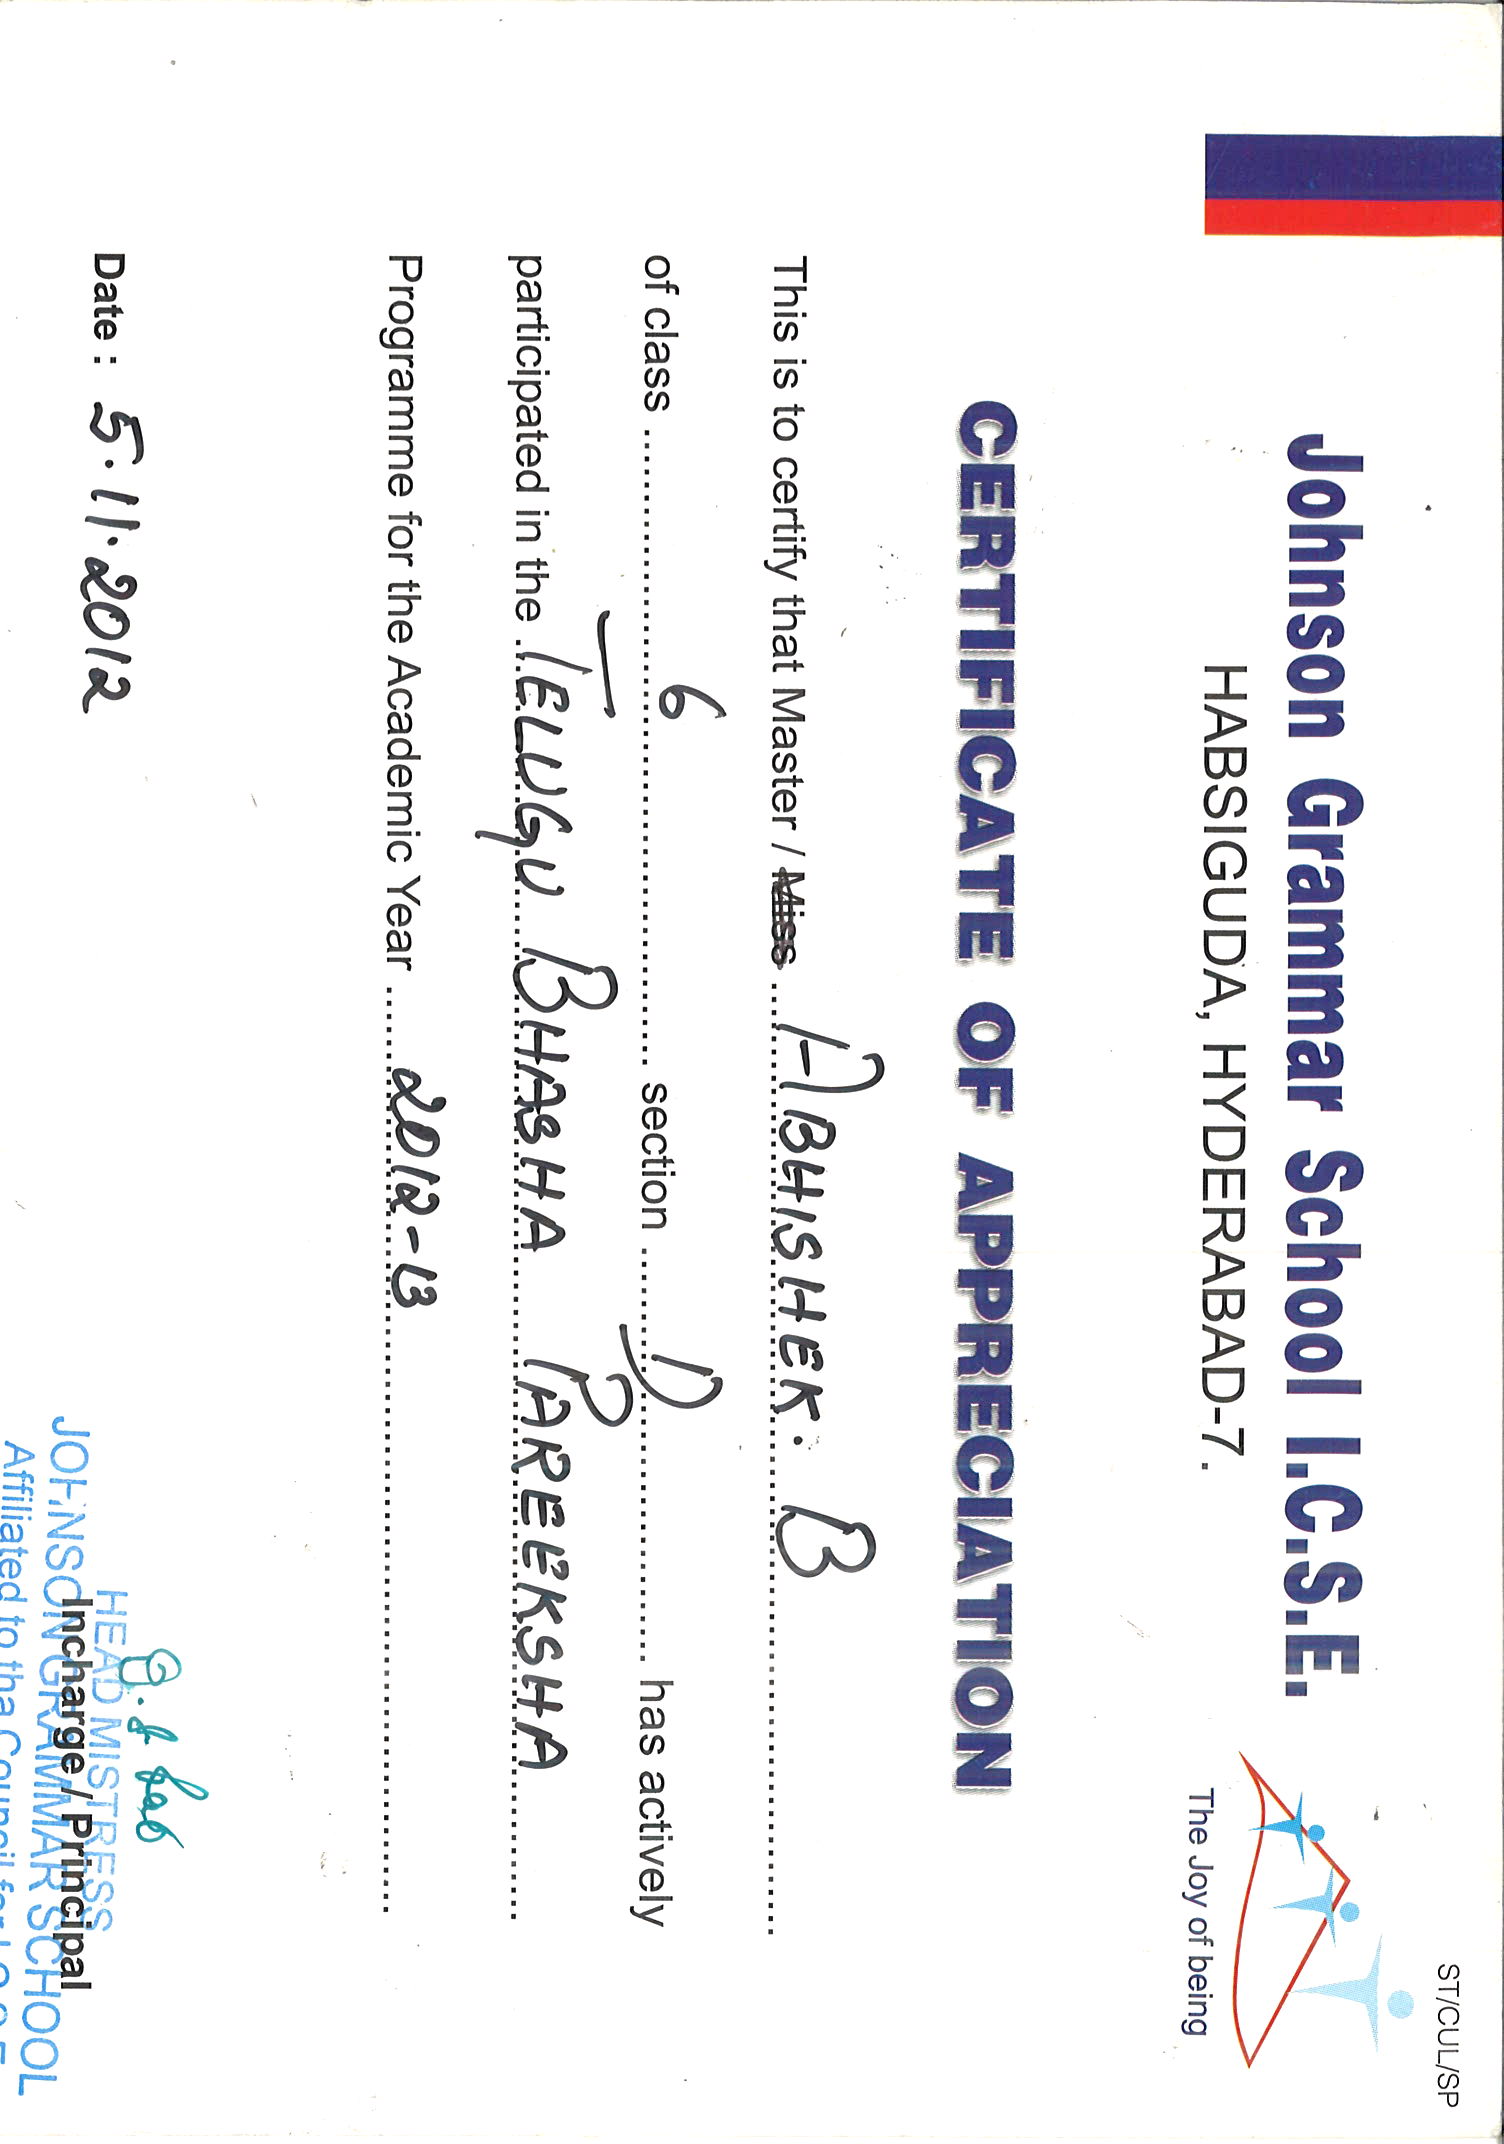 ST/CUL/SP
Johnson Grammar School I.C.S.E.
HABSIGUDA, HYDERABAD-7.
The Joy of being
CERTIFICATE OF APPRECIATION
This is to certify that Master / Miss ABHISHEK. B
of class 6 section D has actively
participated in the TELUGU BHASHA PAREEKSHA
Programme for the Academic Year 2012-13
Date : 5.11.2012
HEAD MISTRESS
Incharge / Principal
JOHNSON GRAMMAR SCHOOL
Affiliated to tha Council for I.C.S.E